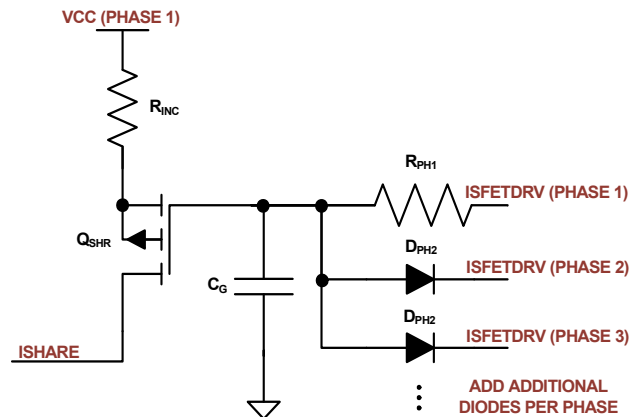 VCC (PHASE 1)
RINC
RPH1
ISFETDRV (PHASE 1)
QSHR
DPH2
ISFETDRV (PHASE 2)
CG
DPH2
ISFETDRV (PHASE 3)
ISHARE
ADD ADDITIONAL
DIODES PER PHASE